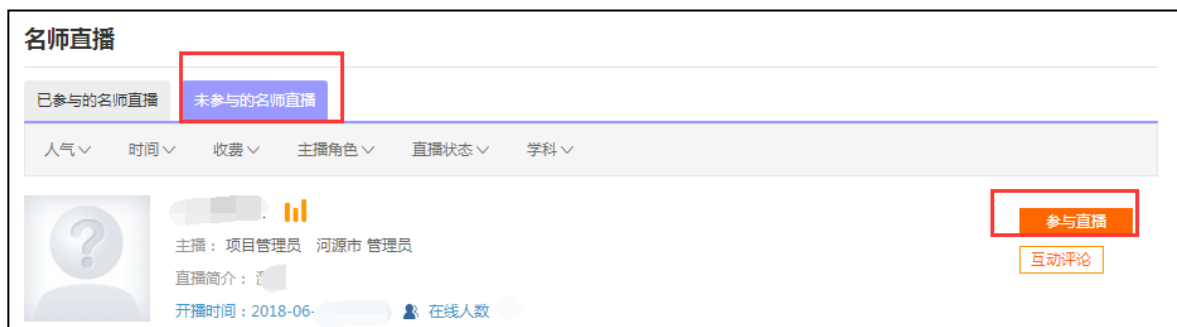 名师直播
已参与的名师直播 未参与的名师直播
人气 时间 收费 主播角色 直播状态 学科
参与直播
主播： 项目管理员 河源市 管理员
互动评论
直播简介：
开播时间：2018-06- 在线人数